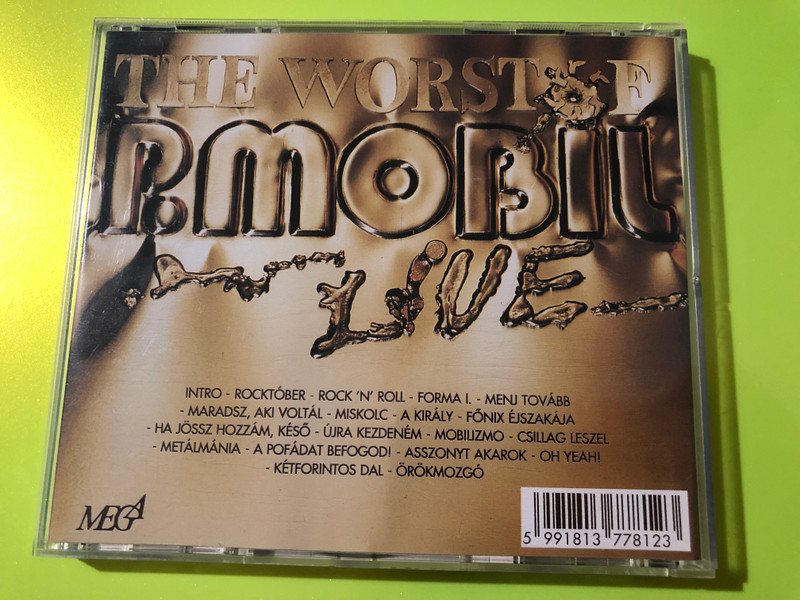 THE WORST OF
P.MOBIL
LIVE
INTRO - ROCKTÓBER - ROCK 'N' ROLL - FORMA I. - MENJ TOVÁBB
- MARADSZ, AKI VOLTÁL - MISKOLC - A KIRÁLY - FŐNIX ÉJSZAKÁJA
- HA JÖSSZ HOZZÁM, KÉSŐ - ÚJRA KEZDENÉM - MOBILIZMO - CSILLAG LESZEL
- METÁLMÁNIA - A POFÁDAT BEFOGOD! - ASSZONYT AKAROK - OH YEAH!
- KÉTFORINTOS DAL - ÖRÖKMOZGÓ
MEGA
5 991813 778123